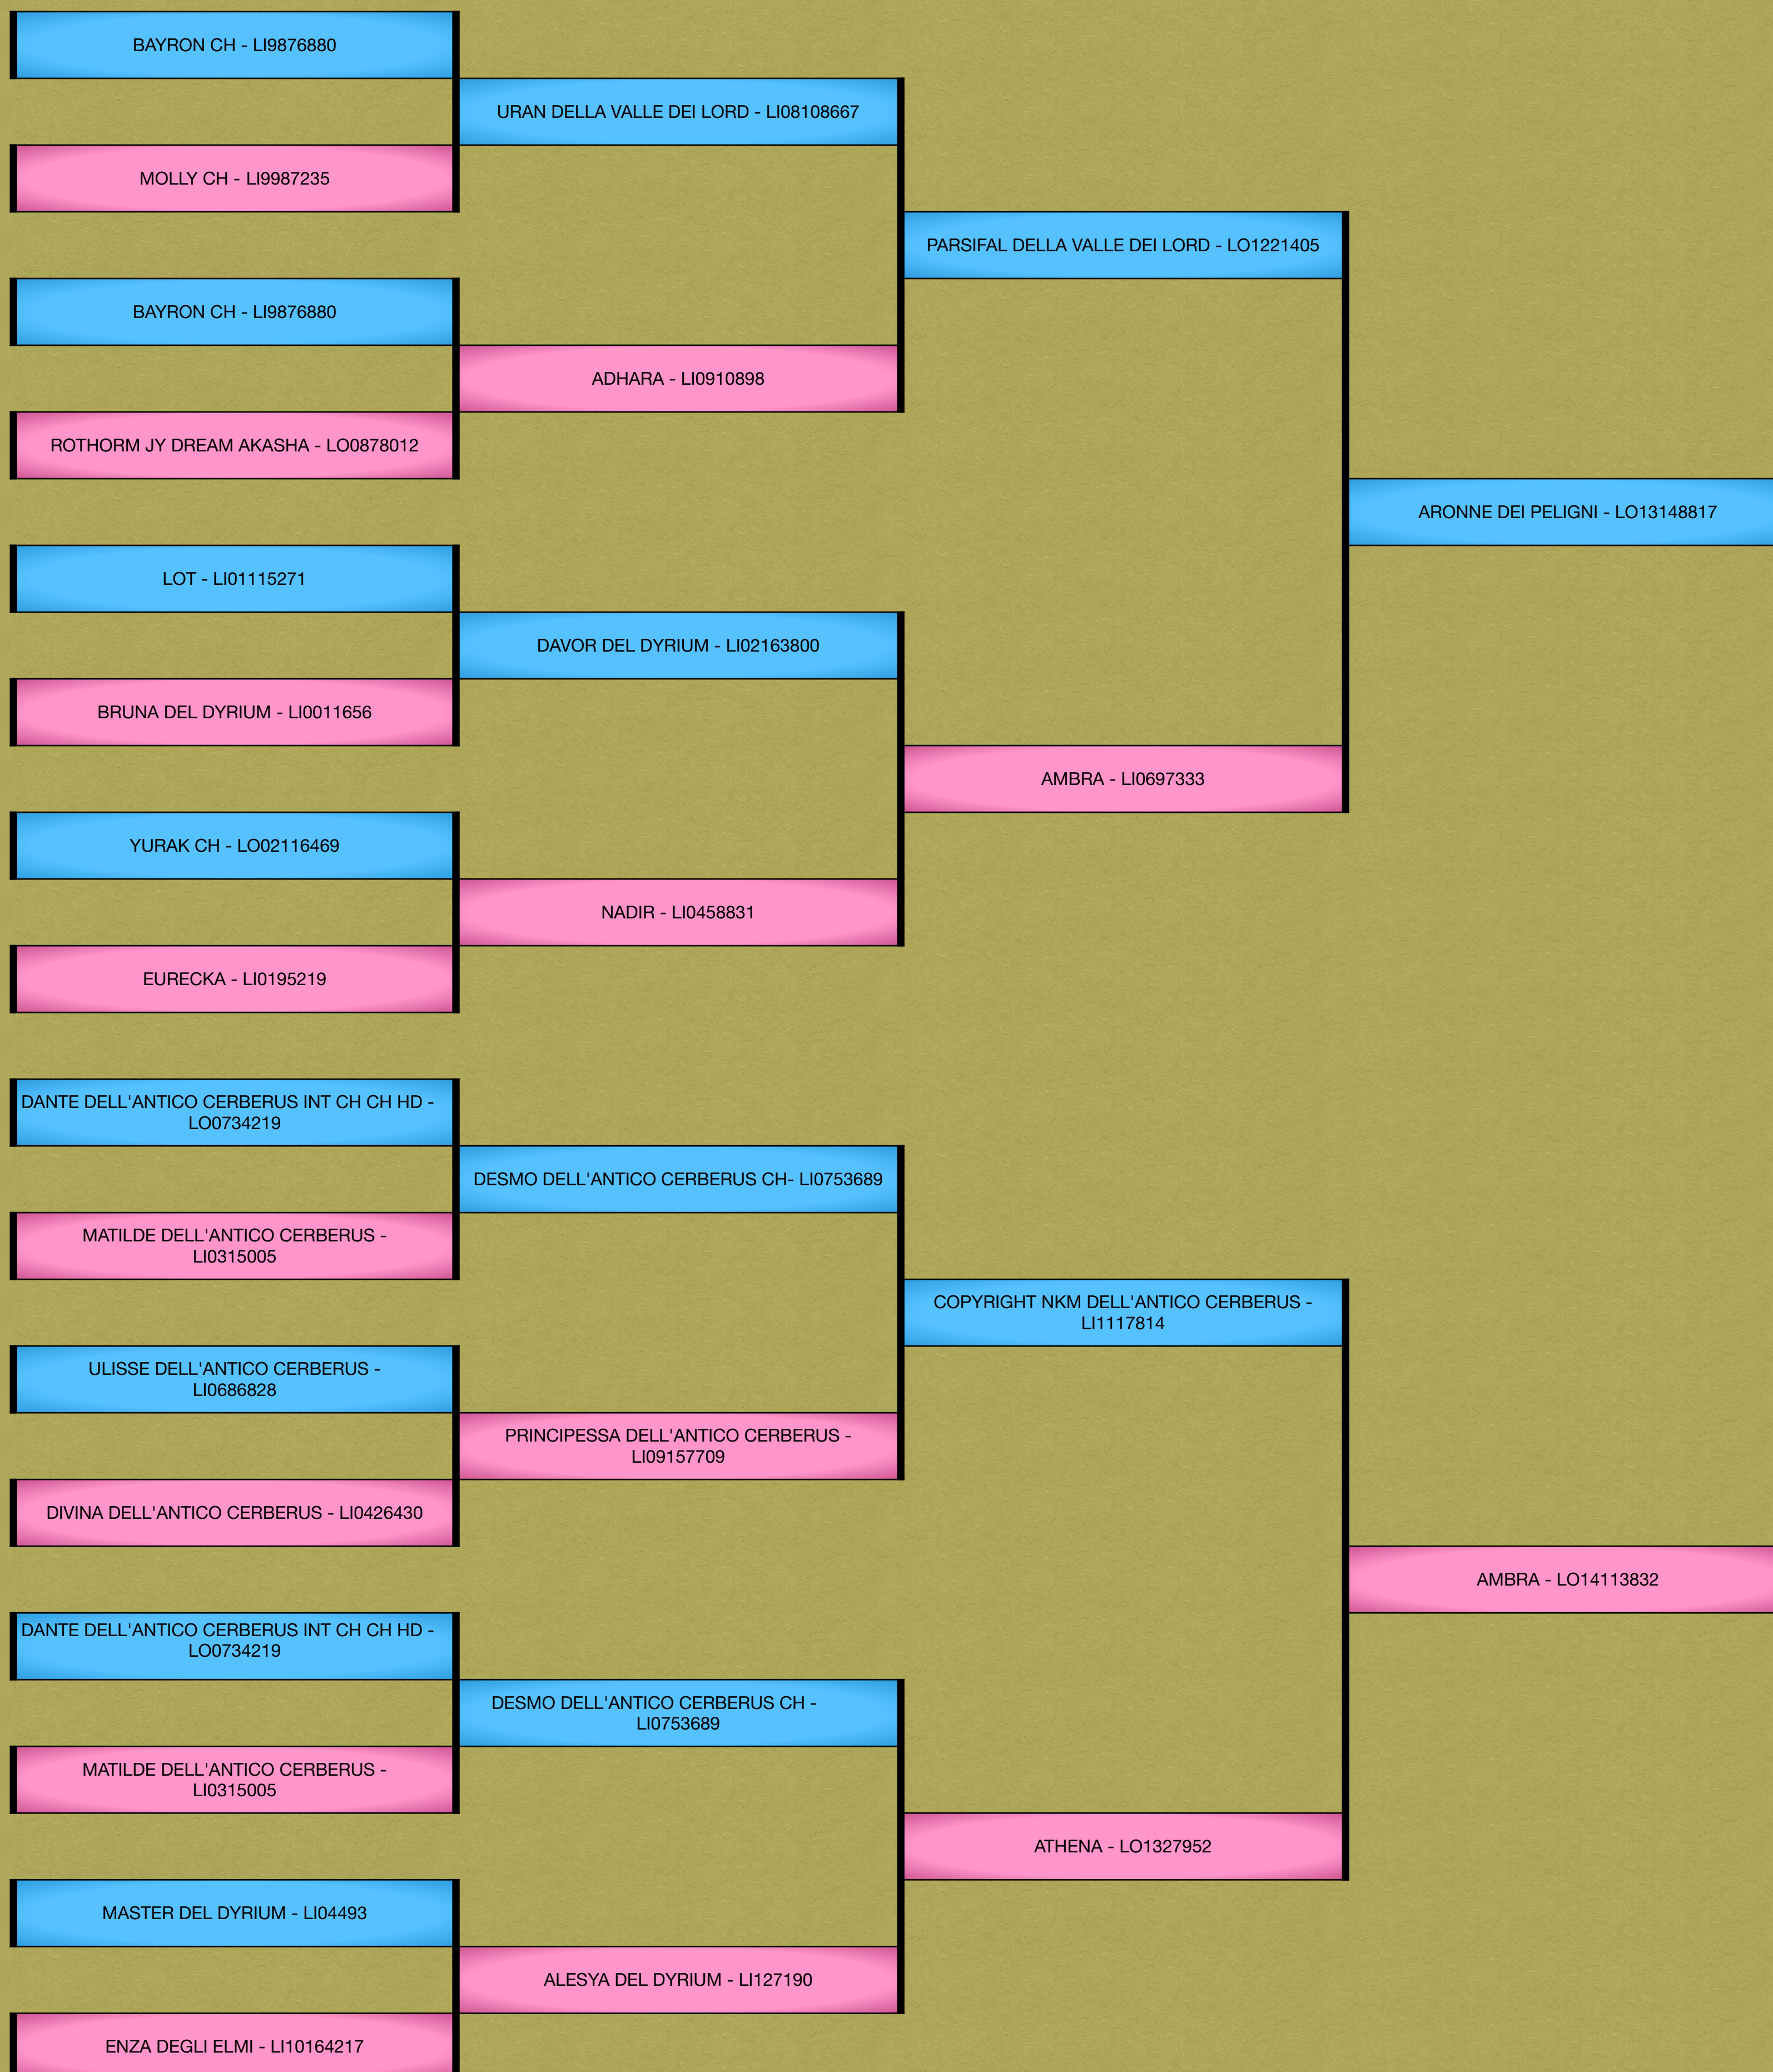 BAYRON CH - LI9876880
URAN DELLA VALLE DEI LORD - LI08108667
MOLLY CH - LI9987235
PARSIFAL DELLA VALLE DEI LORD - LO1221405
BAYRON CH - LI9876880
ADHARA - LI0910898
ROTHORM JY DREAM AKASHA - LO0878012
ARONNE DEI PELIGNI - LO13148817
LOT - LI01115271
DAVOR DEL DYRIUM - LI02163800
BRUNA DEL DYRIUM - LI0011656
AMBRA - LI0697333
YURAK CH - LO02116469
NADIR - LI0458831
EURECKA - LI0195219
DANTE DELL'ANTICO CERBERUS INT CH CH HD -
LO0734219
DESMO DELL'ANTICO CERBERUS CH- LI0753689
MATILDE DELL'ANTICO CERBERUS -
LI0315005
COPYRIGHT NKM DELL'ANTICO CERBERUS -
LI1117814
ULISSE DELL'ANTICO CERBERUS -
LI0686828
PRINCIPESSA DELL'ANTICO CERBERUS -
LI09157709
DIVINA DELL'ANTICO CERBERUS - LI0426430
AMBRA - LO14113832
DANTE DELL'ANTICO CERBERUS INT CH CH HD -
LO0734219
DESMO DELL'ANTICO CERBERUS CH -
LI0753689
MATILDE DELL'ANTICO CERBERUS -
LI0315005
ATHENA - LO1327952
MASTER DEL DYRIUM - LI04493
ALESYA DEL DYRIUM - LI127190
ENZA DEGLI ELMI - LI10164217